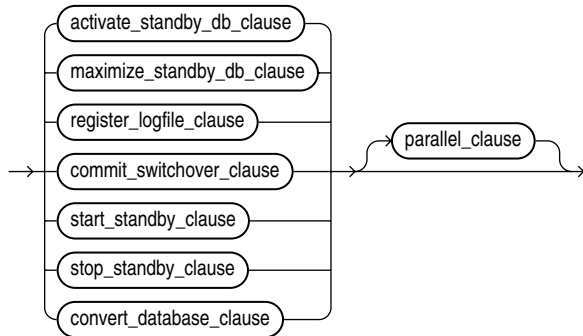 activate_standby_db_clause
maximize_standby_db_clause
register_logfile_clause
parallel_clause
commit_switchover_clause
start_standby_clause
stop_standby_clause
convert_database_clause